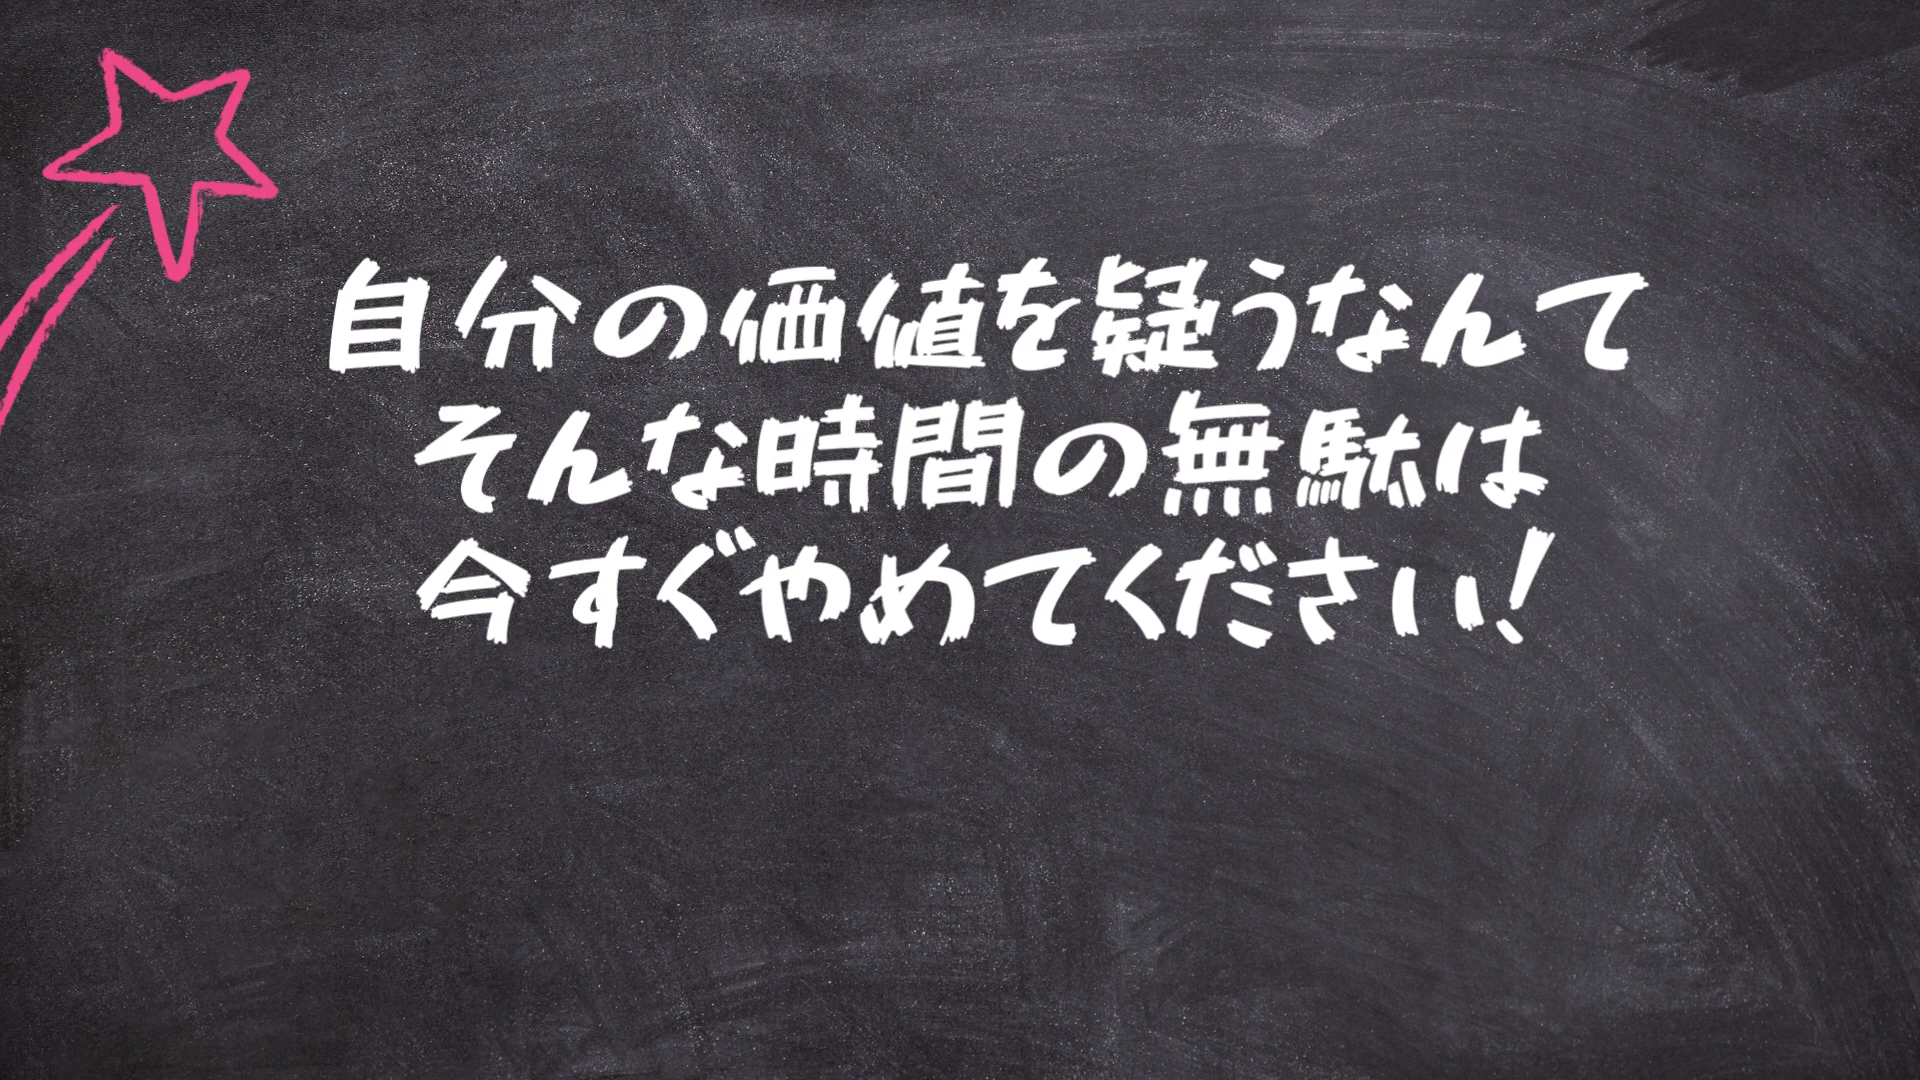 自分の価値を疑うなんて
そんな時間の無駄は
今すぐやめてください!